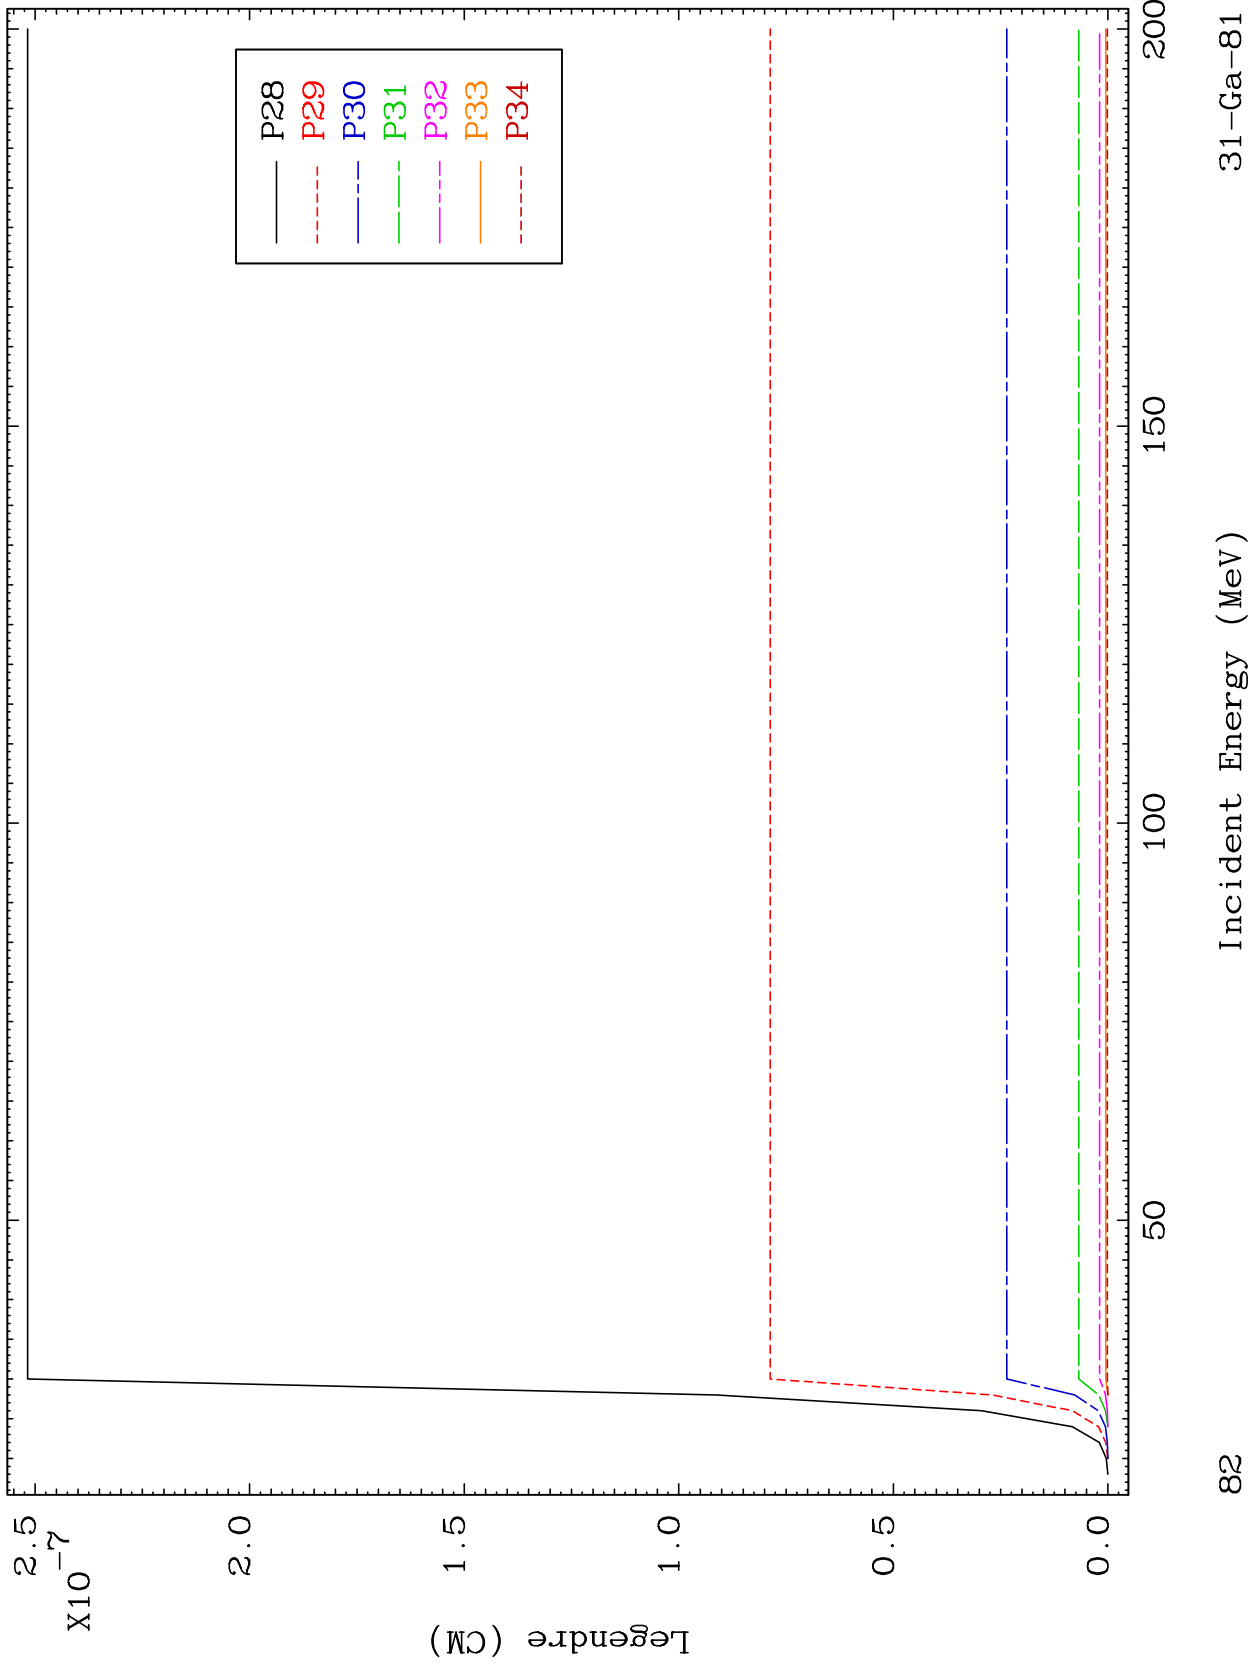 2.5
X10⁻⁷
2.0
1.5
1.0
0.5
0.0
Legendre (CM)
P28
P29
P30
P31
P32
P33
P34
50
100
150
200
Incident Energy (MeV)
82
31-Ga-81